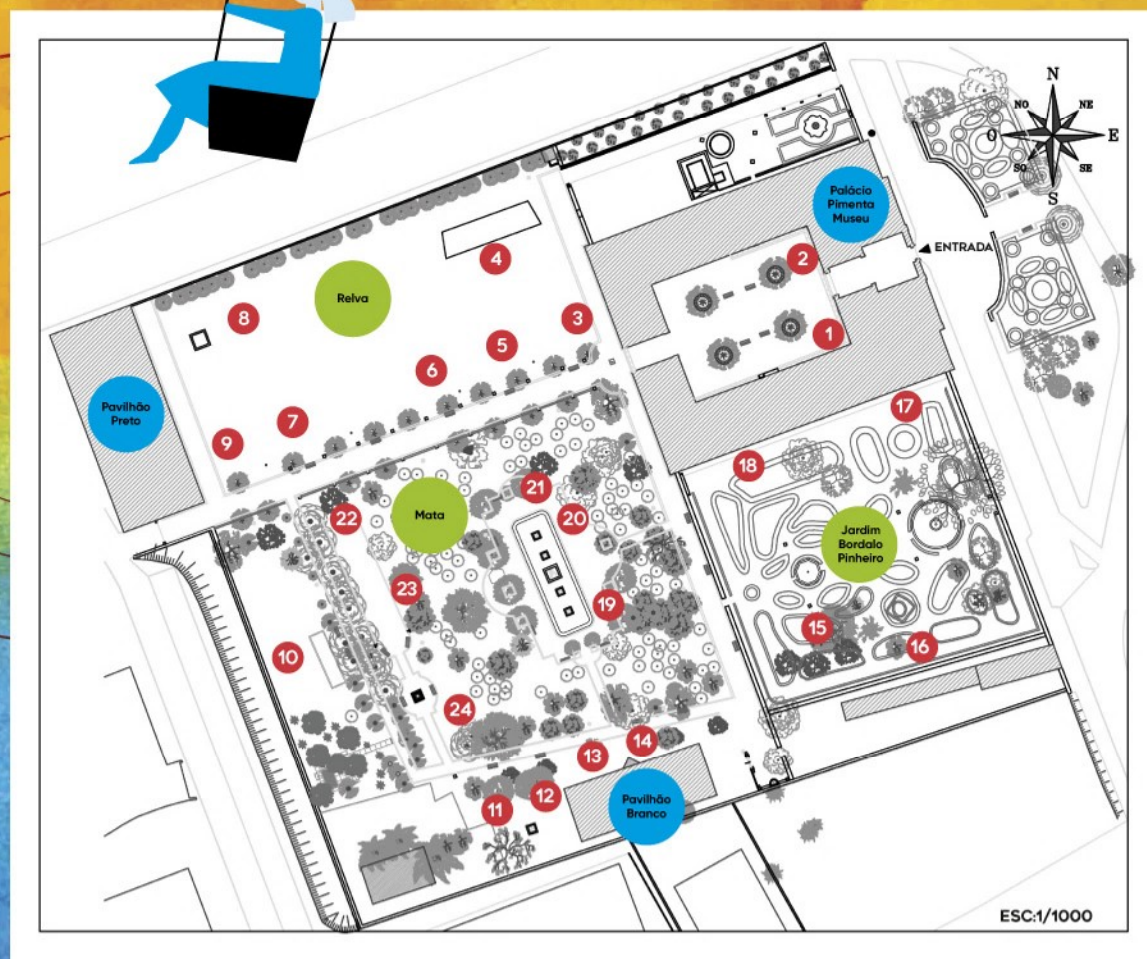 N
NO
NE
O
E
SO
SE
S
Palácio
Pimenta
Museu
ENTRADA
2
4
Relva
8
3
1
5
6
Pavilhão
Preto
7
9
17
18
21
22
Mata
20
Jardim
Bordalo
Pinheiro
23
19
15
16
10
24
13
14
11
12
Pavilhão
Branco
ESC:1/1000